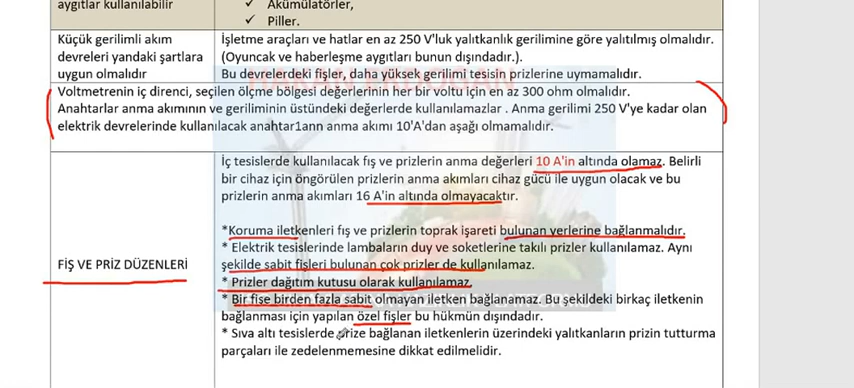 aygıtlar kullanılabilir
✓ Akümülatörler,
✓ Piller.
Küçük gerilimli akım
devreleri yandaki şartlara
uygun olmalıdır
İşletme araçları ve hatlar en az 250 V'luk yalıtkanlık gerilimine göre yalıtılmış olmalıdır.
(Oyuncak ve haberleşme aygıtları bunun dışındadır.).
Bu devrelerdeki fişler, daha yüksek gerilimi tesisin prizlerine uymamalıdır.
Voltmetrenin iç direnci, seçilen ölçme bölgesi değerlerinin her bir voltu için en az 300 ohm olmalıdır.
Anahtarlar anma akımının ve geriliminin üstündeki değerlerde kullanılamazlar . Anma gerilimi 250 V'ye kadar olan
elektrik devrelerinde kullanılacak anahtar1ann anma akımı 10'A'dan aşağı olmamalıdır.
FİŞ VE PRİZ DÜZENLERİ
İç tesislerde kullanılacak fış ve prizlerin anma değerleri 10 A'in altında olamaz. Belirli
bir cihaz için öngörülen prizlerin anma akımları cihaz gücü ile uygun olacak ve bu
prizlerin anma akımları 16 A'in altında olmayacaktır.
*Koruma iletkenleri fış ve prizlerin toprak işareti bulunan yerlerine bağlanmalıdır.
* Elektrik tesislerinde lambaların duy ve soketlerine takılı prizler kullanılamaz. Aynı
şekilde sabit fişleri bulunan çok prizler de kullanılamaz.
* Prizler dağıtım kutusu olarak kullanılamaz.
* Bir fişe birden fazla sabit olmayan iletken bağlanamaz. Bu şekildeki birkaç iletkenin
bağlanması için yapılan özel fişler bu hükmün dışındadır.
* Sıva altı tesislerde prize bağlanan iletkenlerin üzerindeki yalıtkanların prizin tutturma
parçaları ile zedelenmemesine dikkat edilmelidir.